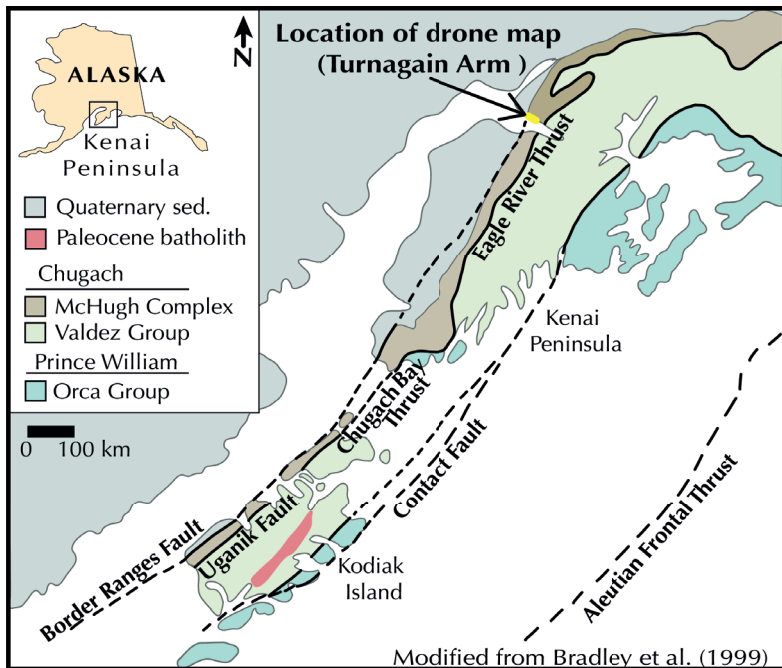 Location of drone map
(Turnagain Arm )
N
ALASKA
Kenai
Peninsula
Quaternary sed.
Paleocene batholith
Chugach
McHugh Complex
Valdez Group
Prince William
Orca Group
0 100 km
Eagle River Thrust
Kenai
Peninsula
Chugach Bay
Thrust
Contact Fault
Uganik Fault
Border Ranges Fault
Kodiak
Island
Aleutian Frontal Thrust
Modified from Bradley et al. (1999)